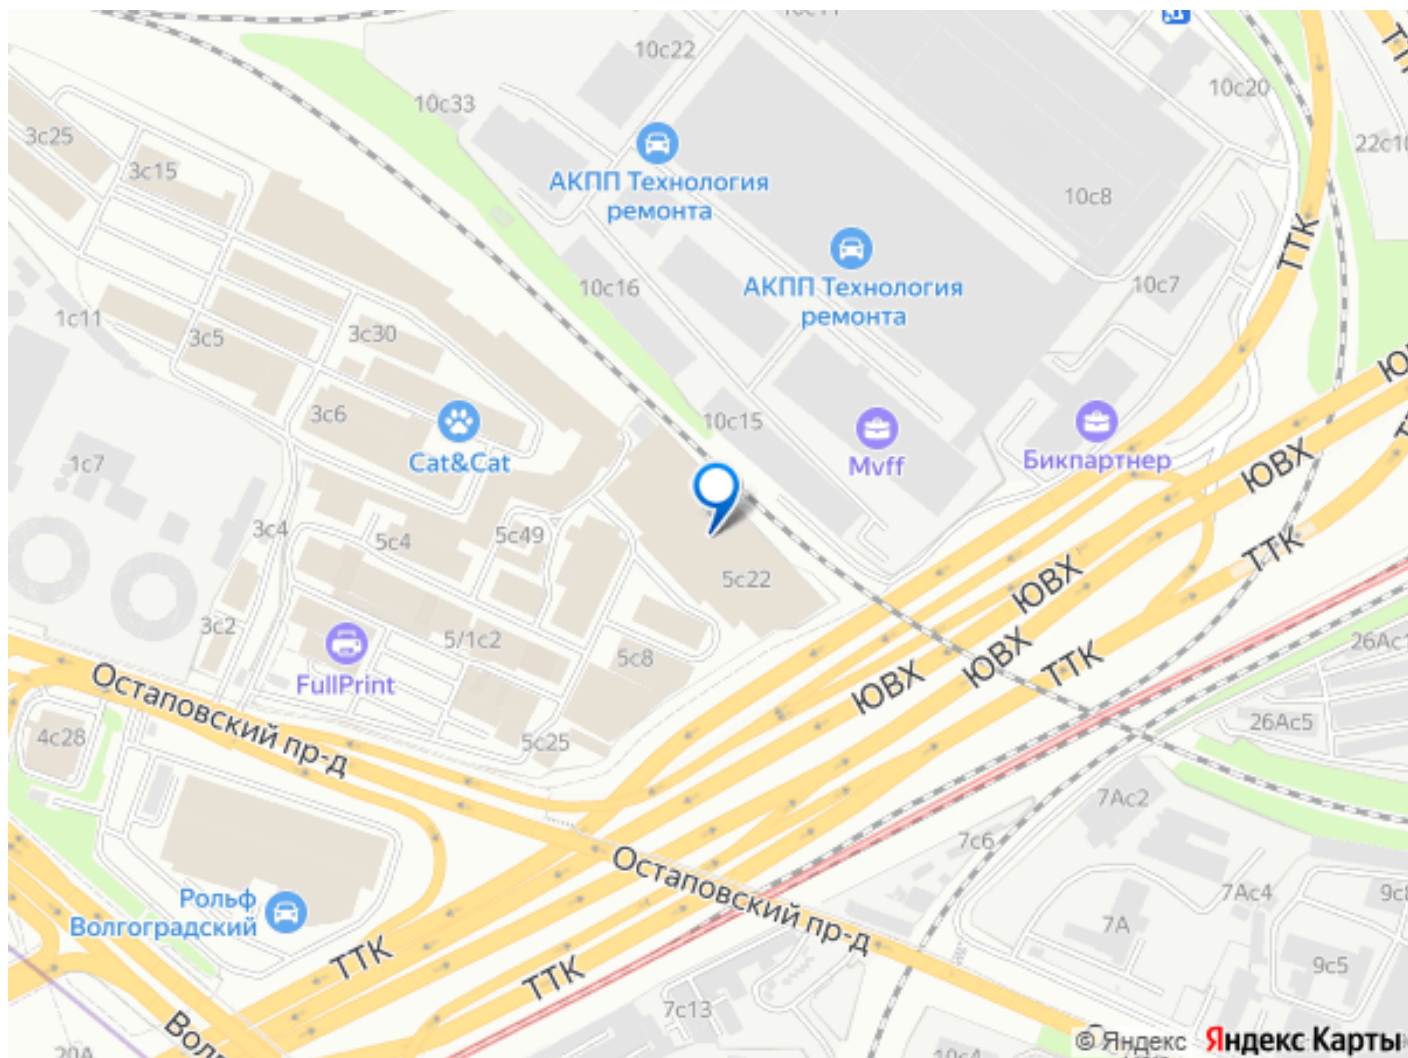 10с22
10с33
10с20
22с10
3с25
3с15
АКПП Технология
ремонта
10с8
ТТК
АКПП Технология
ремонта
10с16
10с7
1с11
3с5
3с30
3с6
Cat&Cat
10с15
Mvff
Бикпартнер
ЮВХ
1с7
3с4
5с4
5с49
5с22
ЮВХ
ТТК
3с2
FullPrint
5/1с2
5с8
ЮВХ
ЮВХ
ТТК
26Ас1
Остаповский пр-д
4с28
5с25
26Ас5
7Ас2
7с6
Остаповский пр-д
Рольф
Волгоградский
7А
7Ас4
9с8
ТТК
ТТК
9с5
7с13
20А
© Яндекс Яндекс Карты